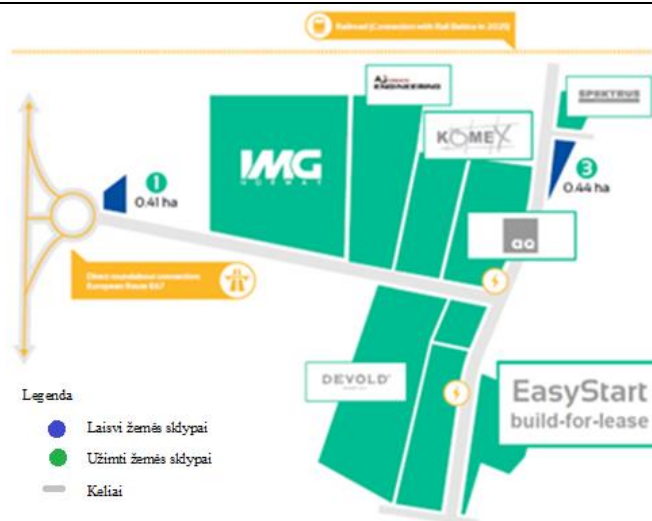 Railroad (Connection with Rail Baltica in 2026)
ENGINEERING
SPEKTRUS
KOMEX
IMG
NORWAY
1
0.41 ha
3
0.44 ha
aq
Direct roundabout connection:
European Route E67
DEVOLD
EasyStart
build-for-lease
Legenda
Laisvi žemės sklypai
Užimti žemės sklypai
Keliai